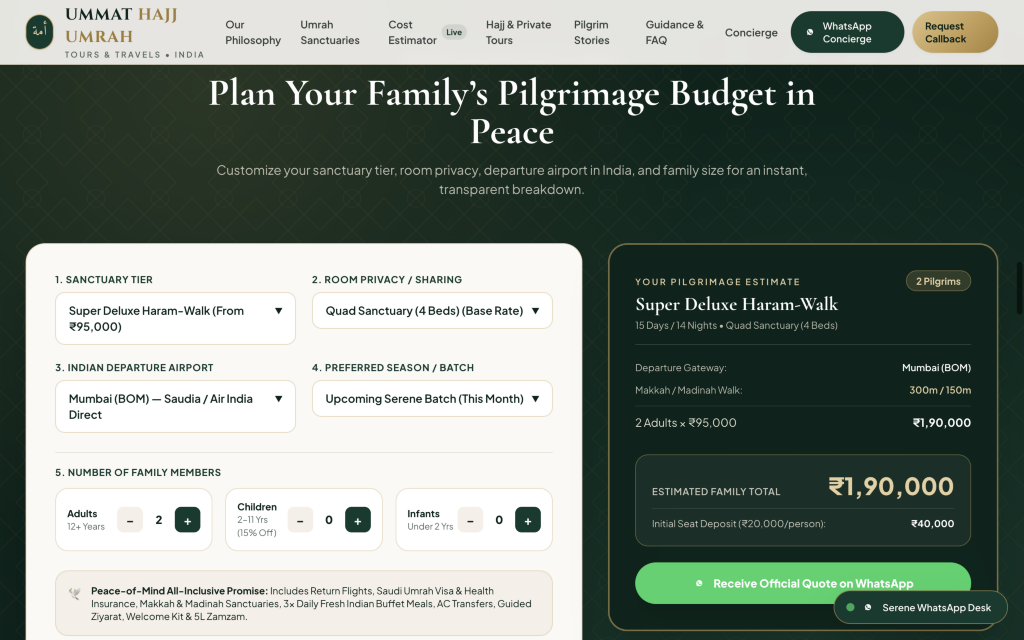 أمة
UMMAT HAJJ
UMRAH
TOURS & TRAVELS • INDIA
Our
Philosophy
Umrah
Sanctuaries
Cost
Estimator
Live
Hajj & Private
Tours
Pilgrim
Stories
Guidance &
FAQ
Concierge
WhatsApp
Concierge
Request
Callback
Plan Your Family’s Pilgrimage Budget in
Peace
Customize your sanctuary tier, room privacy, departure airport in India, and family size for an instant,
transparent breakdown.
1. SANCTUARY TIER
Super Deluxe Haram-Walk (From
₹95,000)
▼
2. ROOM PRIVACY / SHARING
Quad Sanctuary (4 Beds) (Base Rate) ▼
3. INDIAN DEPARTURE AIRPORT
Mumbai (BOM) — Saudia / Air India
Direct
▼
4. PREFERRED SEASON / BATCH
Upcoming Serene Batch (This Month) ▼
5. NUMBER OF FAMILY MEMBERS
Adults
12+ Years
– 2 +
Children
2–11 Yrs
(15% Off)
– 0 +
Infants
Under 2 Yrs
– 0 +
Peace-of-Mind All-Inclusive Promise: Includes Return Flights, Saudi Umrah Visa & Health
Insurance, Makkah & Madinah Sanctuaries, 3x Daily Fresh Indian Buffet Meals, AC Transfers, Guided
Ziyarat, Welcome Kit & 5L Zamzam.
YOUR PILGRIMAGE ESTIMATE
2 Pilgrims
Super Deluxe Haram-Walk
15 Days / 14 Nights • Quad Sanctuary (4 Beds)
Departure Gateway: Mumbai (BOM)
Makkah / Madinah Walk: 300m / 150m
2 Adults × ₹95,000 ₹1,90,000
ESTIMATED FAMILY TOTAL ₹1,90,000
Initial Seat Deposit (₹20,000/person): ₹40,000
Receive Official Quote on WhatsApp
Serene WhatsApp Desk